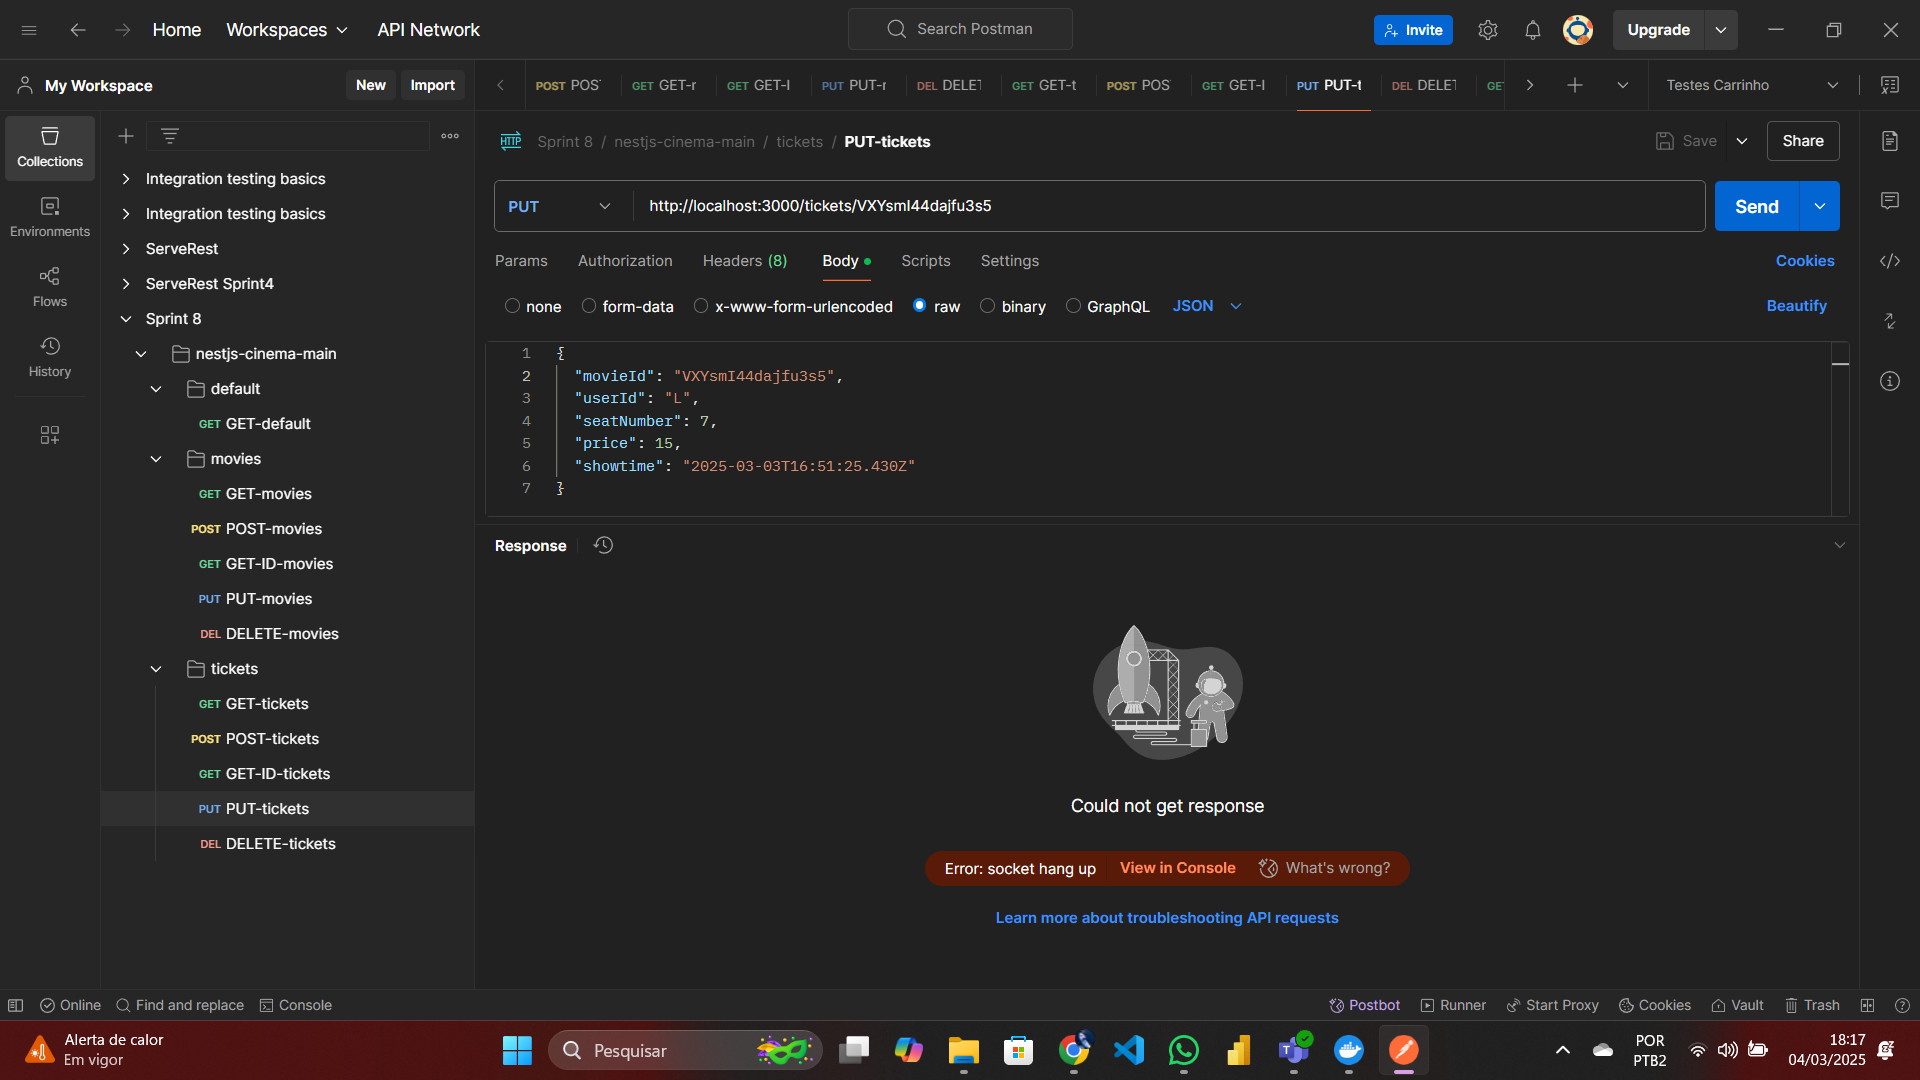 Home
Workspaces
API Network
Search Postman
Invite
Upgrade
My Workspace
New
Import
POST POS
GET GET-r
GET GET-I
PUT PUT-r
DEL DELE
GET GET-t
POST POS
GET GET-I
PUT PUT-t
DEL DELE
GE
Testes Carrinho
Collections
Environments
Flows
History
Integration testing basics
Integration testing basics
ServeRest
ServeRest Sprint4
Sprint 8
nestjs-cinema-main
default
GET GET-default
movies
GET GET-movies
POST POST-movies
GET GET-ID-movies
PUT PUT-movies
DEL DELETE-movies
tickets
GET GET-tickets
POST POST-tickets
GET GET-ID-tickets
PUT PUT-tickets
DEL DELETE-tickets
HTTP Sprint 8 / nestjs-cinema-main / tickets / PUT-tickets
Save
Share
PUT
http://localhost:3000/tickets/VXYsmI44dajfu3s5
Send
Params Authorization Headers (8) Body Scripts Settings
Cookies
none form-data x-www-form-urlencoded raw binary GraphQL JSON
Beautify
1 {
2 "movieId": "VXYsmI44dajfu3s5",
3 "userId": "L",
4 "seatNumber": 7,
5 "price": 15,
6 "showtime": "2025-03-03T16:51:25.430Z"
7 }
Response
Could not get response
Error: socket hang up View in Console What's wrong?
Learn more about troubleshooting API requests
Online Find and replace Console
Postbot Runner Start Proxy Cookies Vault Trash
Alerta de calor
Em vigor
Pesquisar
POR
PTB2
18:17
04/03/2025